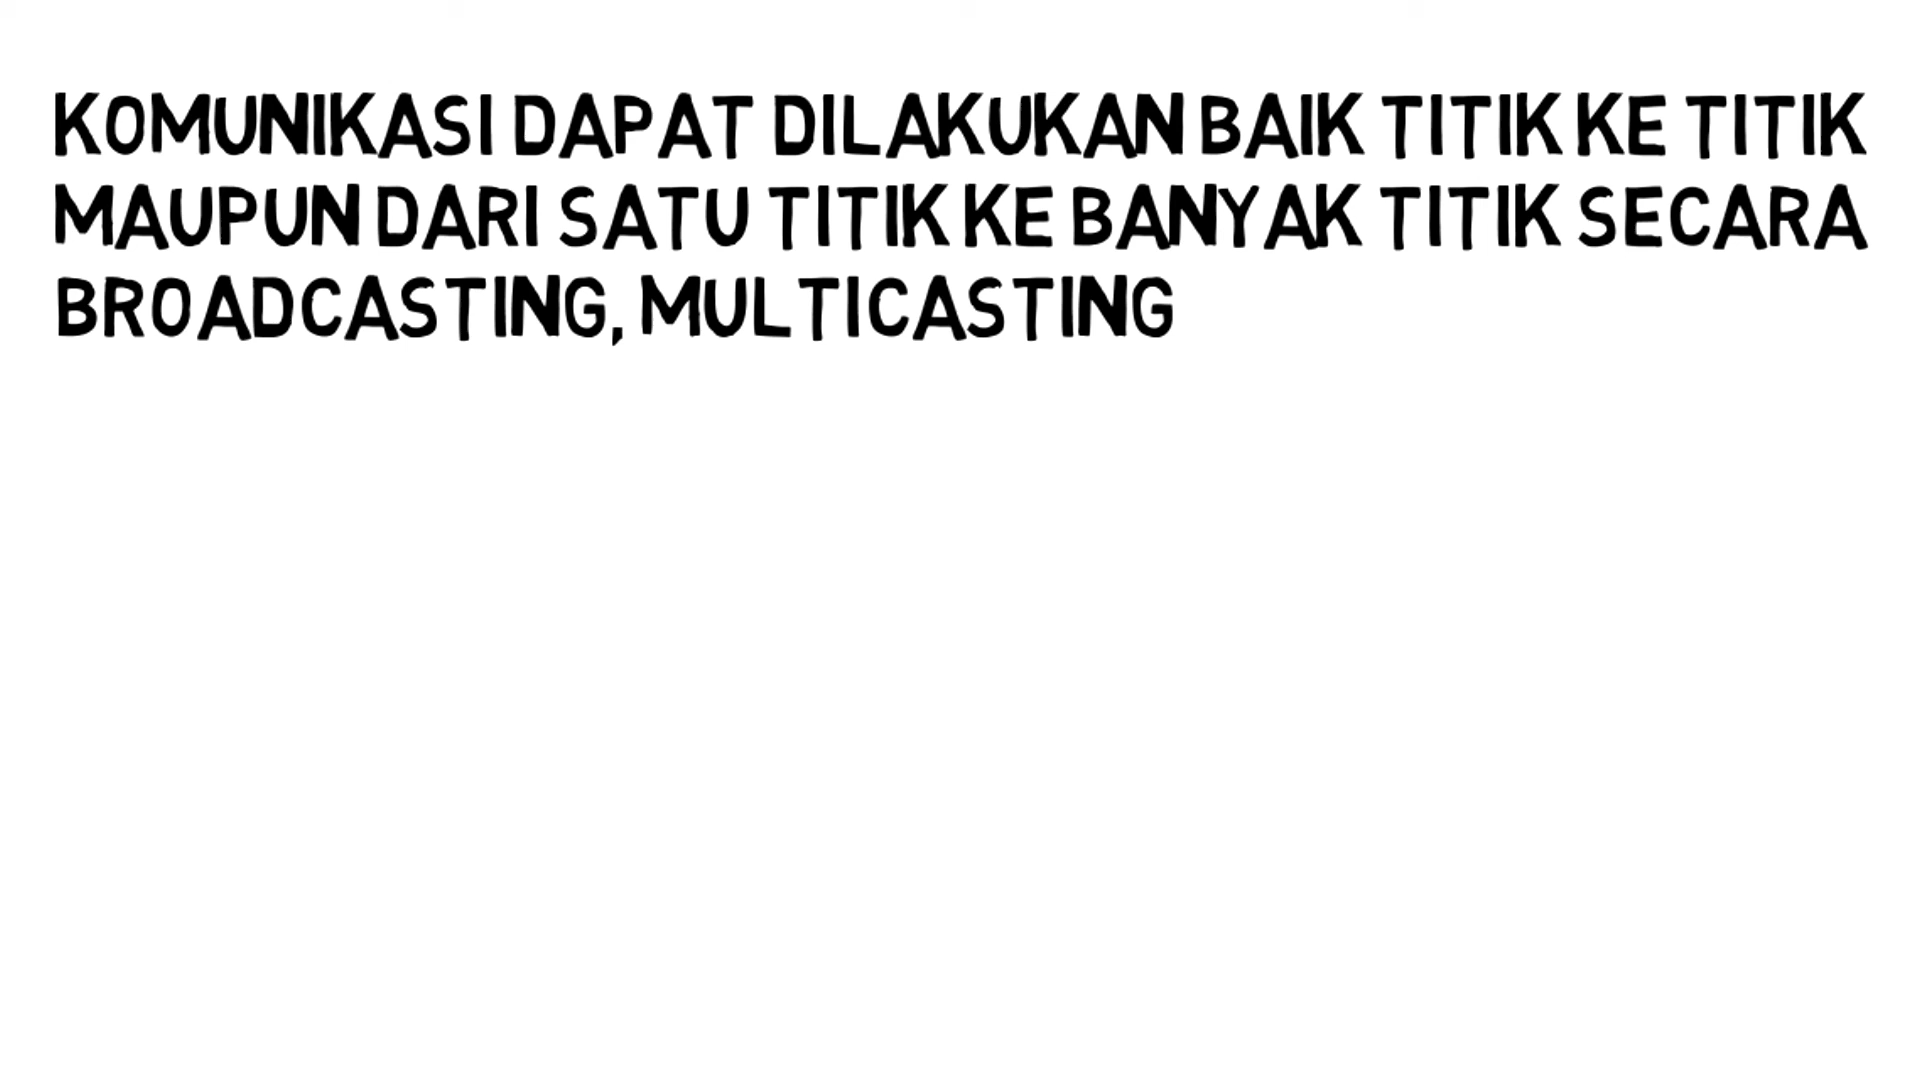 KOMUNIKASI DAPAT DILAKUKAN BAIK TITIK KE TITIK
MAUPUN DARI SATU TITIK KE BANYAK TITIK SECARA
BROADCASTING, MULTICASTING